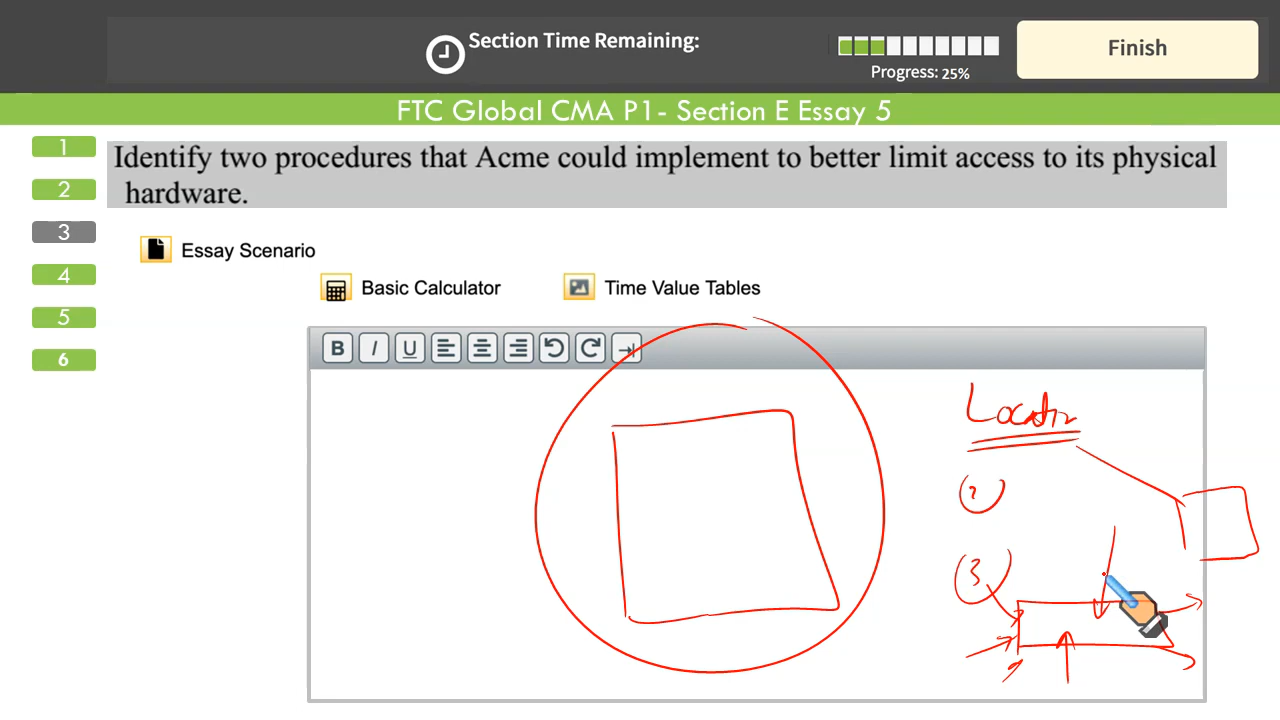 Section Time Remaining:
Progress: 25%
Finish
FTC Global CMA P1- Section E Essay 5
1
2
3
4
5
6
Identify two procedures that Acme could implement to better limit access to its physical
hardware.
Essay Scenario
Basic Calculator
Time Value Tables
B I U
3